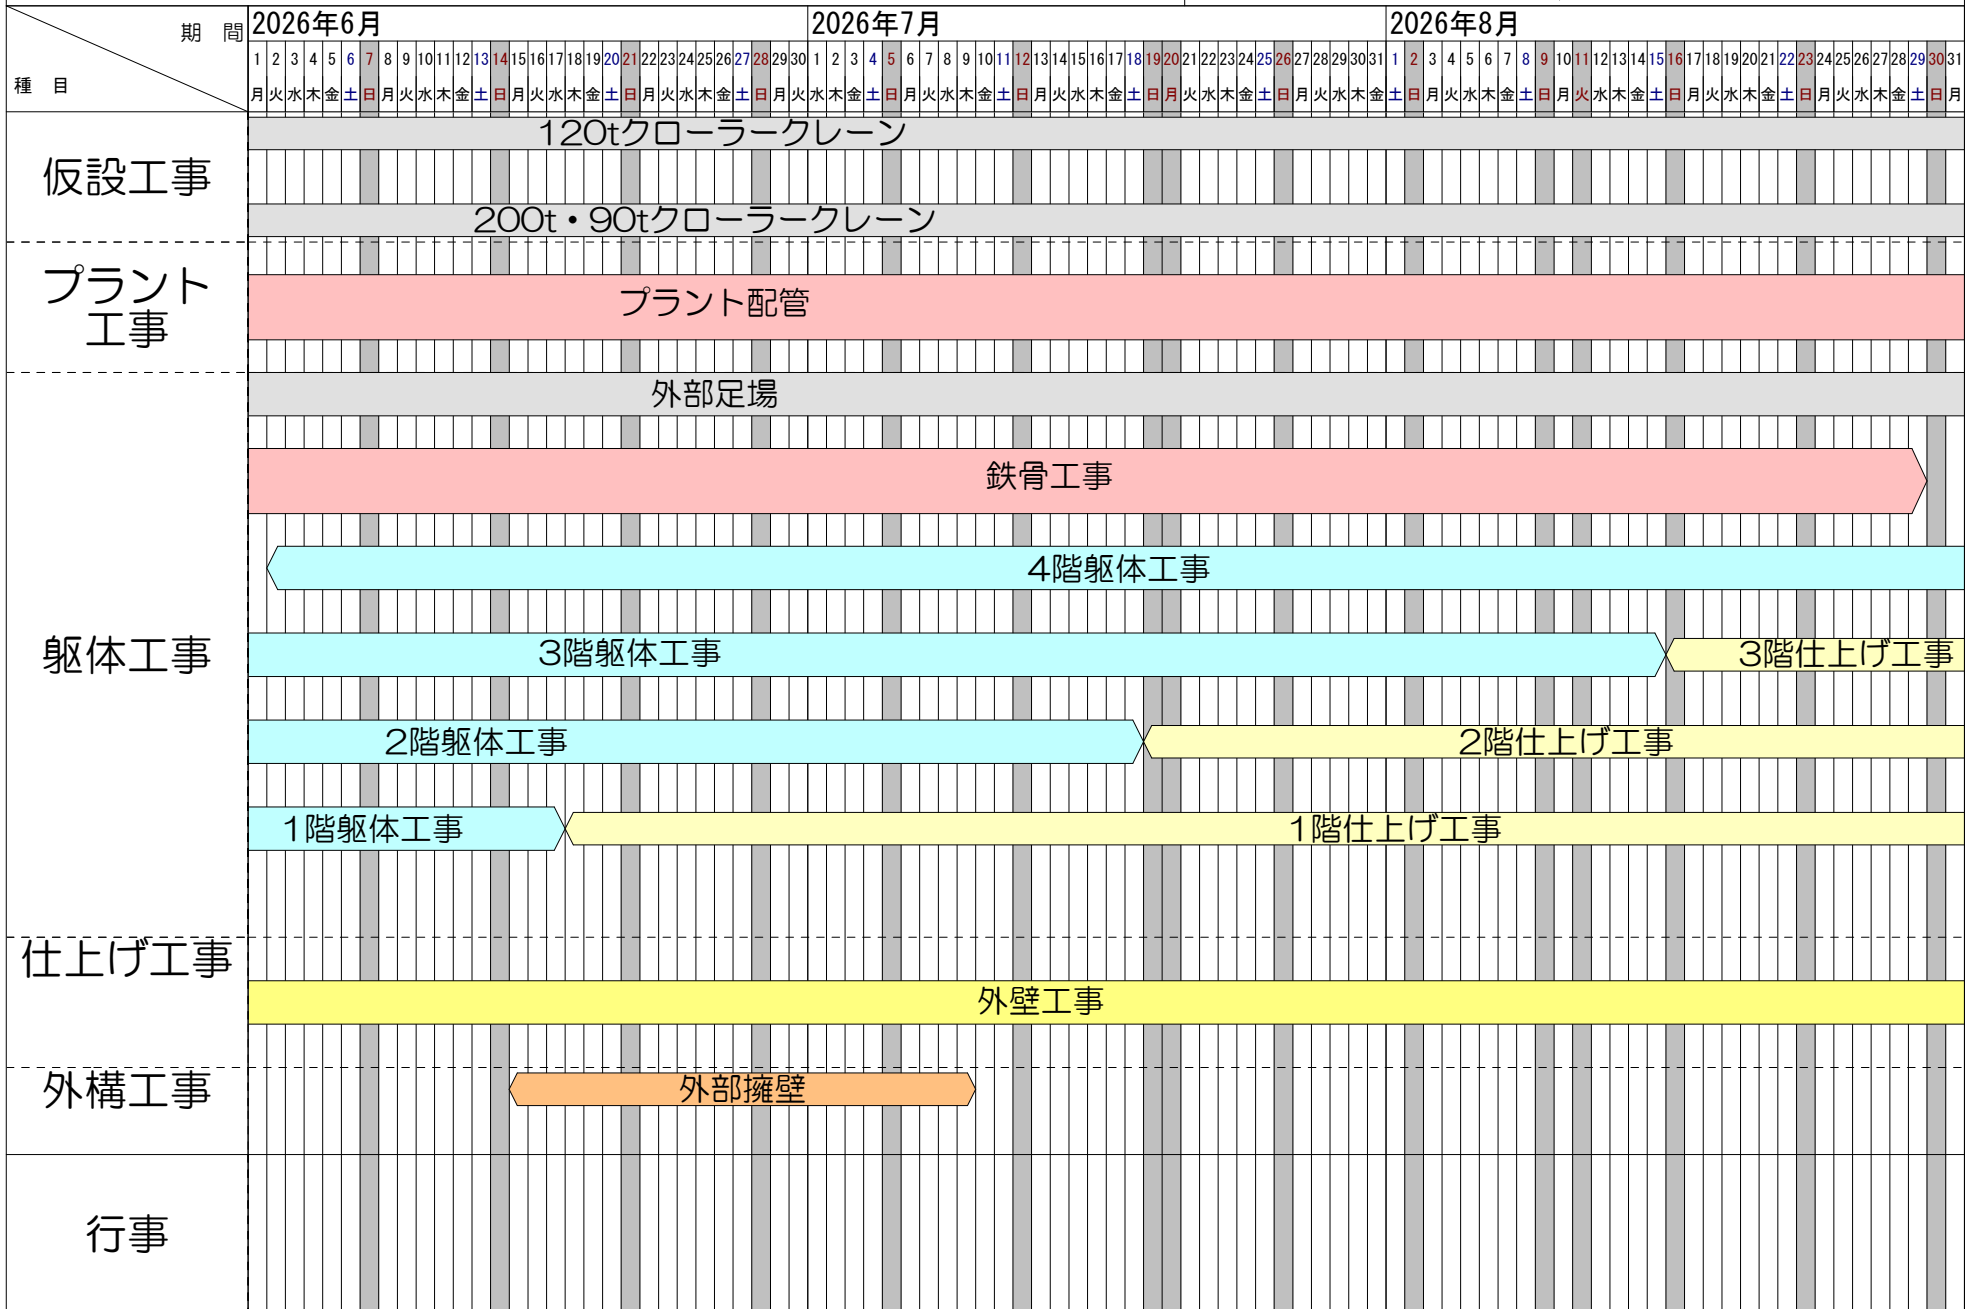 期　間
種　目
2026年6月 2026年7月 2026年8月
1 2 3 4 5 6 7 8 9 10 11 12 13 14 15 16 17 18 19 20 21 22 23 24 25 26 27 28 29 30 1 2 3 4 5 6 7 8 9 10 11 12 13 14 15 16 17 18 19 20 21 22 23 24 25 26 27 28 29 30 31 1 2 3 4 5 6 7 8 9 10 11 12 13 14 15 16 17 18 19 20 21 22 23 24 25 26 27 28 29 30 31
月 火 水 木 金 土 日 月 火 水 木 金 土 日 月 火 水 木 金 土 日 月 火 水 木 金 土 日 月 火 水 木 金 土 日 月 火 水 木 金 土 日 月 火 水 木 金 土 日 月 火 水 木 金 土 日 月 火 水 木 金 土 日 月 火 水 木 金 土 日 月 火 水 木 金 土 日 月 火 水 木 金 土 日 月 火 水 木 金 土 日 月
仮設工事
120tクローラークレーン
200t・90tクローラークレーン
プラント
工事
プラント配管
躯体工事
外部足場
鉄骨工事
4階躯体工事
3階躯体工事 3階仕上げ工事
2階躯体工事 2階仕上げ工事
1階躯体工事 1階仕上げ工事
仕上げ工事
外壁工事
外構工事
外部擁壁
行事